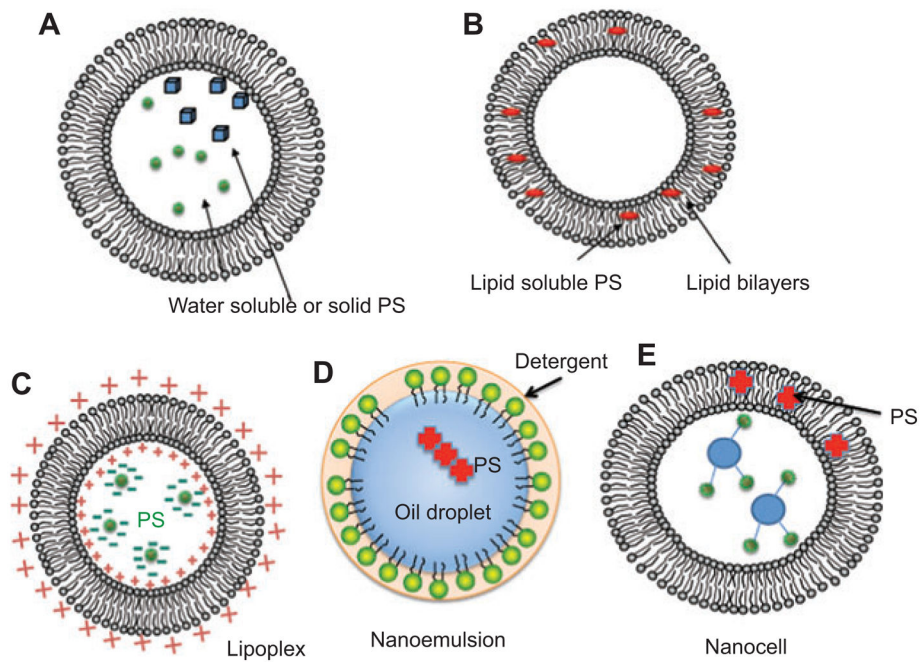 A
B
Water soluble or solid PS
Lipid soluble PS
Lipid bilayers
C
PS
Lipoplex
D
Detergent
PS
Oil droplet
Nanoemulsion
E
PS
Nanocell